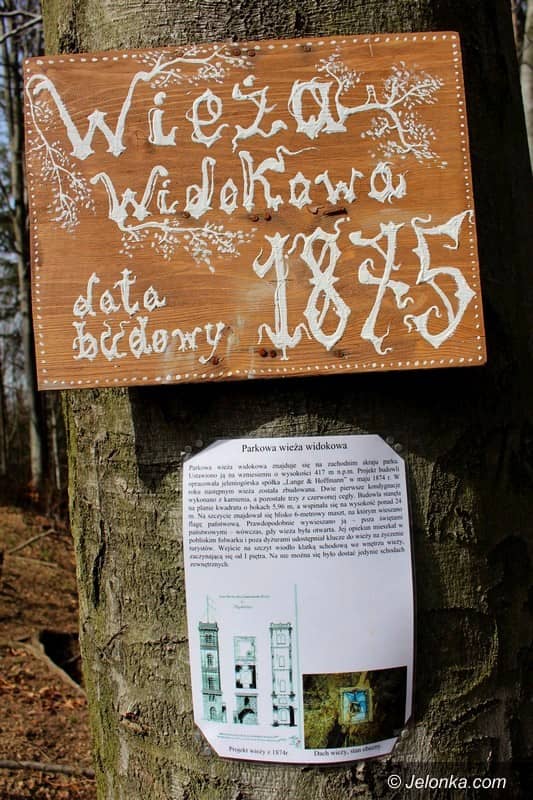 Wieża
Widokowa
data
budowy 1875
Parkowa wieża widokowa
Parkowa wieża widokowa znajduje się na zachodnim skraju parku.
Ustawiono ją na wzniesieniu o wysokości 417 m n.p.m. Projekt budowli
opracowała jeleniogórska spółka „Lange & Hoffmann” w maju 1874 r. W
roku następnym wieża została zbudowana. Dwie pierwsze kondygnacje
wykonano z kamienia, a pozostałe trzy z czerwonej cegły. Budowla stanęła
na planie kwadratu o bokach 5,96 m, a wspinała się na wysokość ponad 24
m. Na szczycie znajdował się blisko 6-metrowy maszt, na którym wieszano
flagę państwową. Prawdopodobnie wywieszano ją - poza świętami
państwowymi – wówczas, gdy wieża była otwarta. Jej opiekun mieszkał w
pobliskim folwarku i poza dyżurami udostępniał klucze do wieży na życzenie
turystów. Wejście na szczyt wiodło klatką schodową we wnętrzu wieży,
zaczynającą się od I piętra. Na nie można się było dostać jedynie schodach
zewnętrznych.
Projekt wieży z 1874r.
Dach wieży, stan obecny.
© Jelonka.com